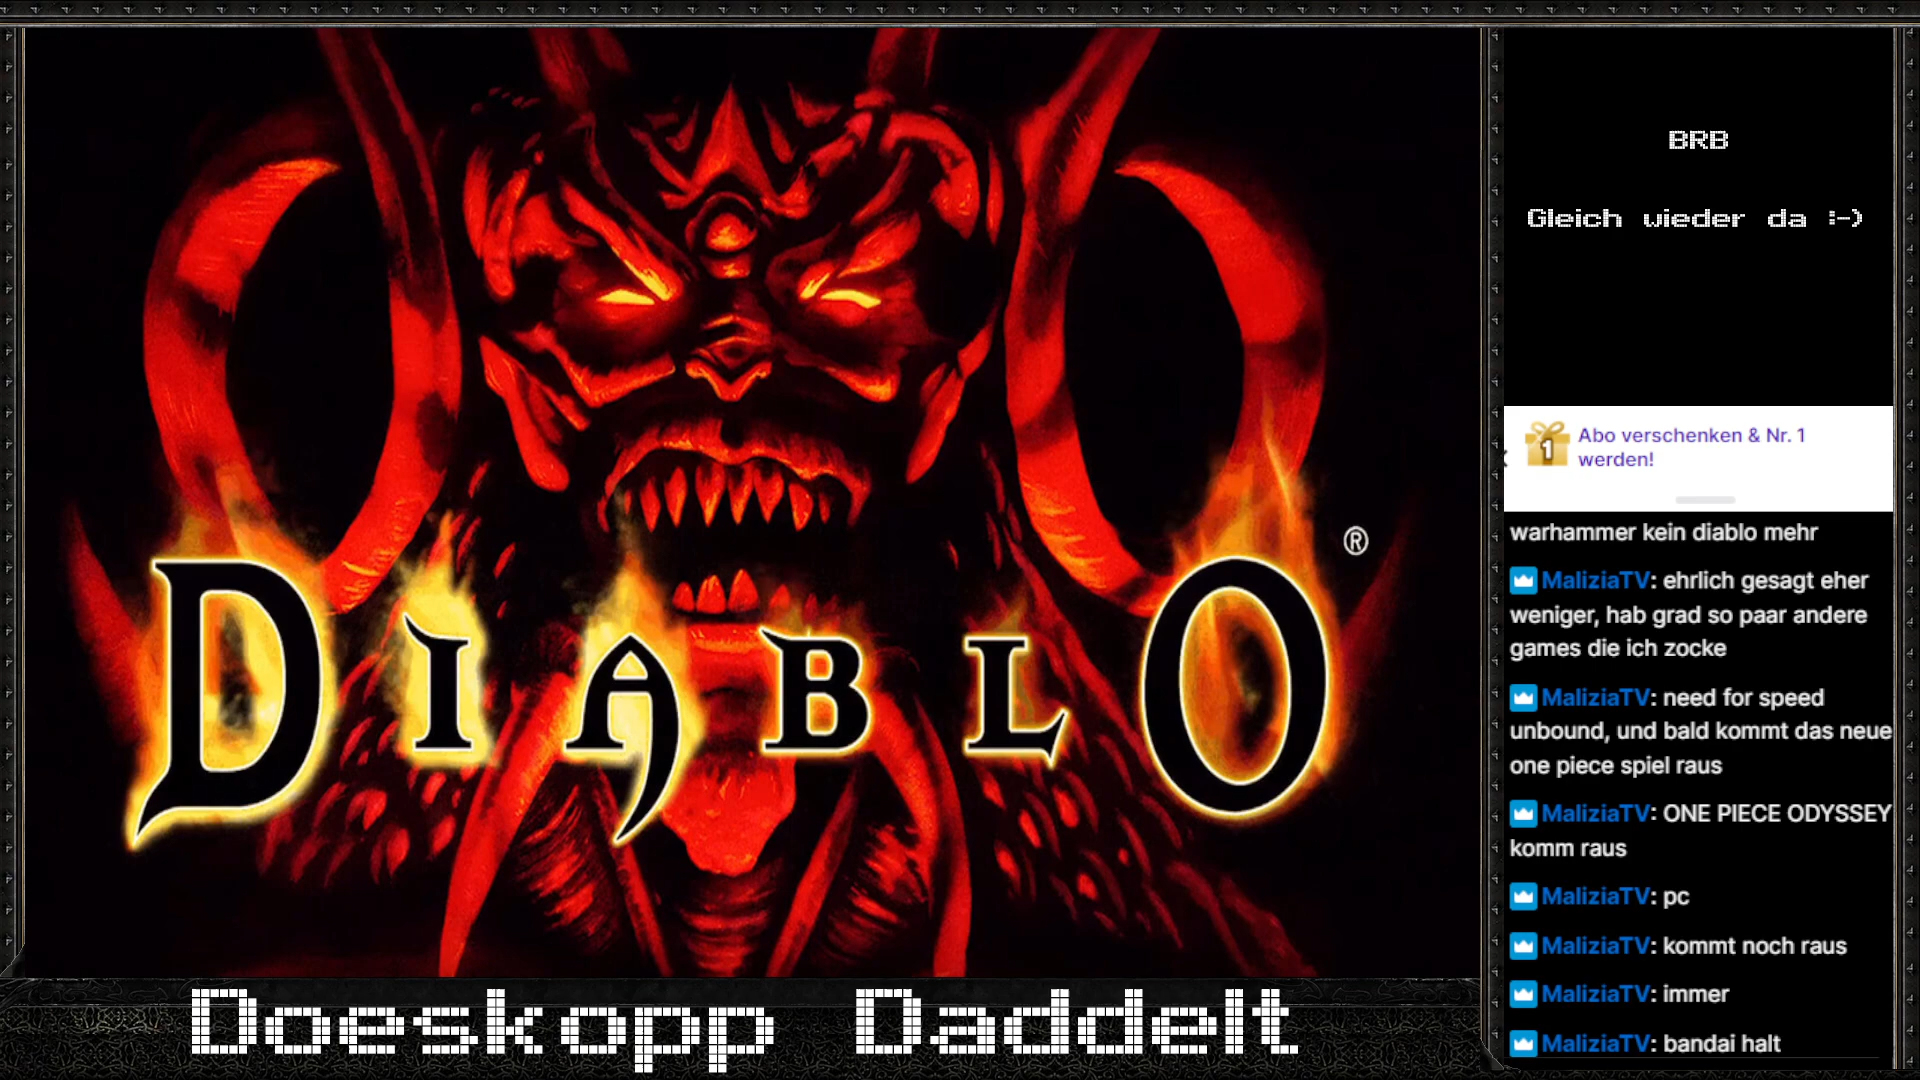 DIABLO
®
Doeskopp Daddelt
BRB
Gleich wieder da :-)
1
Abo verschenken & Nr. 1
werden!
warhammer kein diablo mehr
MaliziaTV: ehrlich gesagt eher
weniger, hab grad so paar andere
games die ich zocke
MaliziaTV: need for speed
unbound, und bald kommt das neue
one piece spiel raus
MaliziaTV: ONE PIECE ODYSSEY
komm raus
MaliziaTV: pc
MaliziaTV: kommt noch raus
MaliziaTV: immer
MaliziaTV: bandai halt